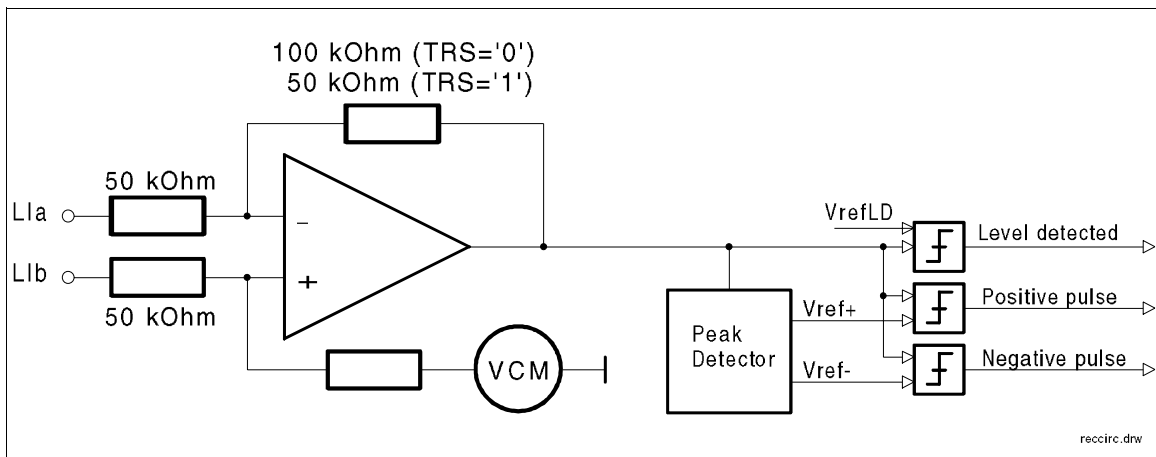 100 kOhm (TRS='0')
50 kOhm (TRS='1')
50 kOhm
LIa
LIb
50 kOhm
-
+
VCM
VrefLD
Level detected
Positive pulse
Negative pulse
Peak
Detector
Vref+
Vref-
reccirc.drw